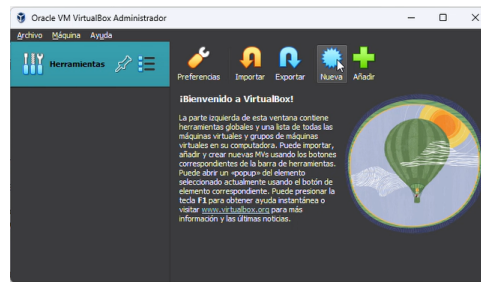 Oracle VM VirtualBox Administrador
Archivo Máquina Ayuda
Herramientas
Preferencias Importar Exportar Nueva Añadir
¡Bienvenido a VirtualBox!
La parte izquierda de esta ventana contiene
herramientas globales y una lista de todas las
máquinas virtuales y grupos de máquinas
virtuales en su computadora. Puede importar,
añadir y crear nuevas MVs usando los botones
correspondientes de la barra de herramientas.
Puede abrir un «popup» del elemento
seleccionado actualmente usando el botón de
elemento correspondiente. Puede presionar la
tecla F1 para obtener ayuda instantánea o
visitar www.virtualbox.org para más
información y las últimas noticias.